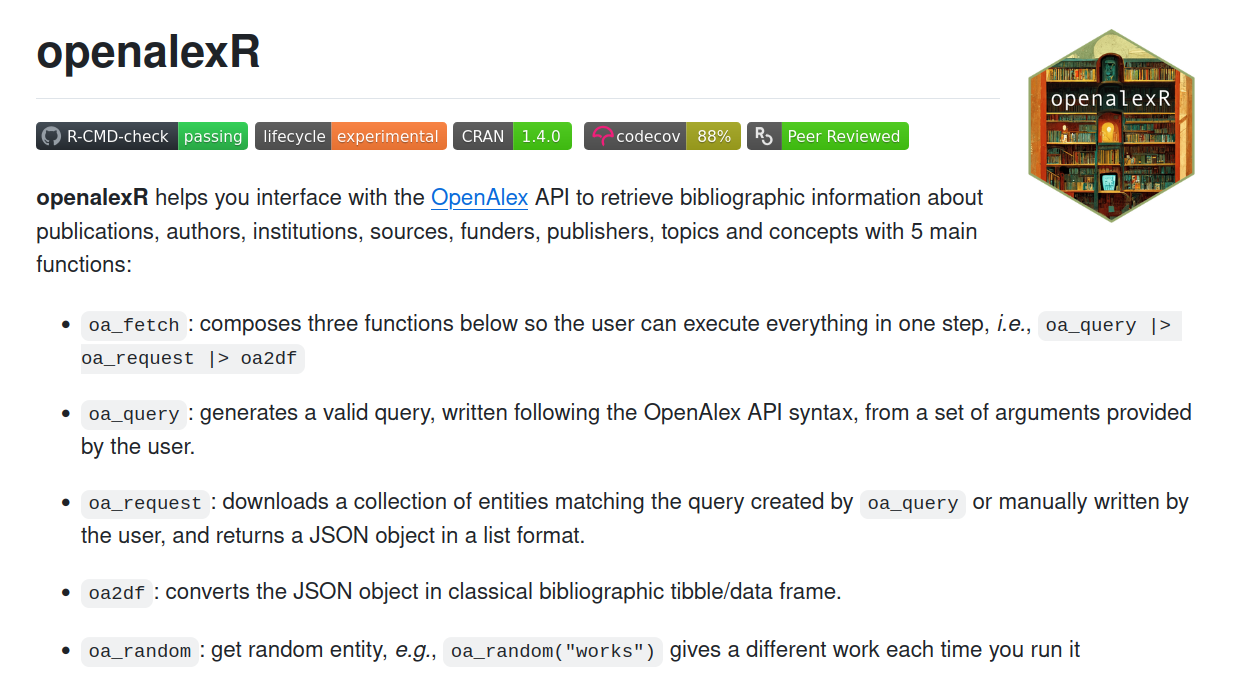 openalexR
openalexR
R-CMD-check passing lifecycle experimental CRAN 1.4.0 codecov 88% Peer Reviewed
openalexR helps you interface with the OpenAlex API to retrieve bibliographic information about
publications, authors, institutions, sources, funders, publishers, topics and concepts with 5 main
functions:
• oa_fetch: composes three functions below so the user can execute everything in one step, i.e., oa_query |>
oa_request |> oa2df
• oa_query: generates a valid query, written following the OpenAlex API syntax, from a set of arguments provided
by the user.
• oa_request: downloads a collection of entities matching the query created by oa_query or manually written by
the user, and returns a JSON object in a list format.
• oa2df: converts the JSON object in classical bibliographic tibble/data frame.
• oa_random: get random entity, e.g., oa_random("works") gives a different work each time you run it